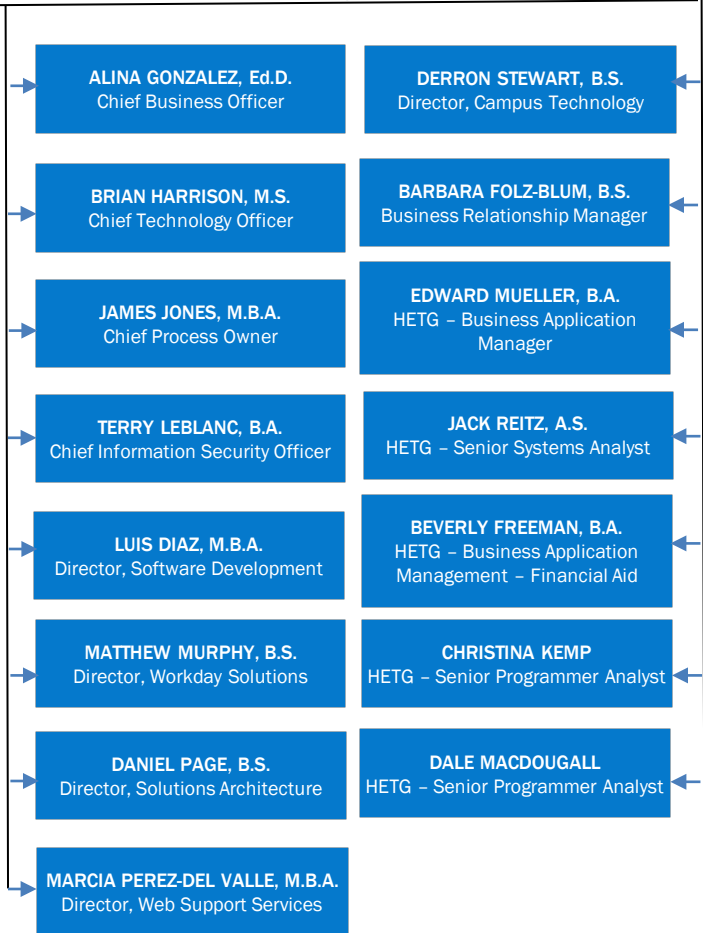 ALINA GONZALEZ, Ed.D.
Chief Business Officer
BRIAN HARRISON, M.S.
Chief Technology Officer
JAMES JONES, M.B.A.
Chief Process Owner
TERRY LEBLANC, B.A.
Chief Information Security Officer
LUIS DIAZ, M.B.A.
Director, Software Development
MATTHEW MURPHY, B.S.
Director, Workday Solutions
DANIEL PAGE, B.S.
Director, Solutions Architecture
MARCIA PEREZ-DEL VALLE, M.B.A.
Director, Web Support Services
DERRON STEWART, B.S.
Director, Campus Technology
BARBARA FOLZ-BLUM, B.S.
Business Relationship Manager
EDWARD MUELLER, B.A.
HETG – Business Application
Manager
JACK REITZ, A.S.
HETG – Senior Systems Analyst
BEVERLY FREEMAN, B.A.
HETG – Business Application
Management – Financial Aid
CHRISTINA KEMP
HETG – Senior Programmer Analyst
DALE MACDOUGALL
HETG – Senior Programmer Analyst